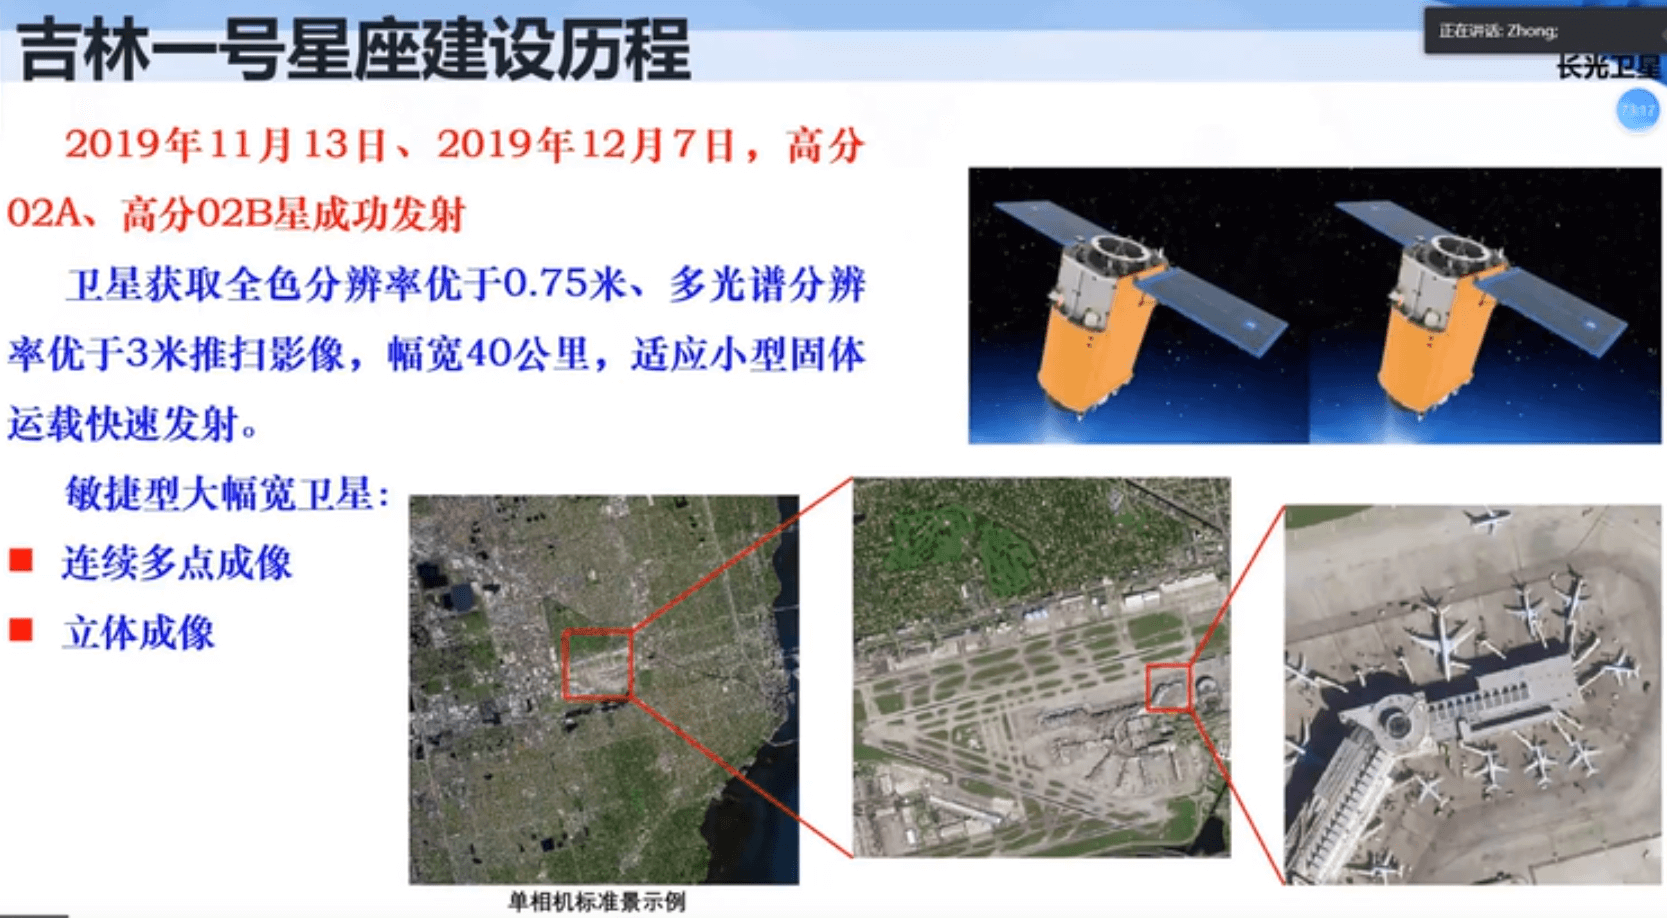 吉林一号星座建设历程
正在讲话: Zhong;
长光卫星
2019年11月13日、2019年12月7日，高分
02A、高分02B星成功发射
卫星获取全色分辨率优于0.75米、多光谱分辨
率优于3米推扫影像，幅宽40公里，适应小型固体
运载快速发射。
敏捷型大幅宽卫星：
连续多点成像
立体成像
单相机标准景示例